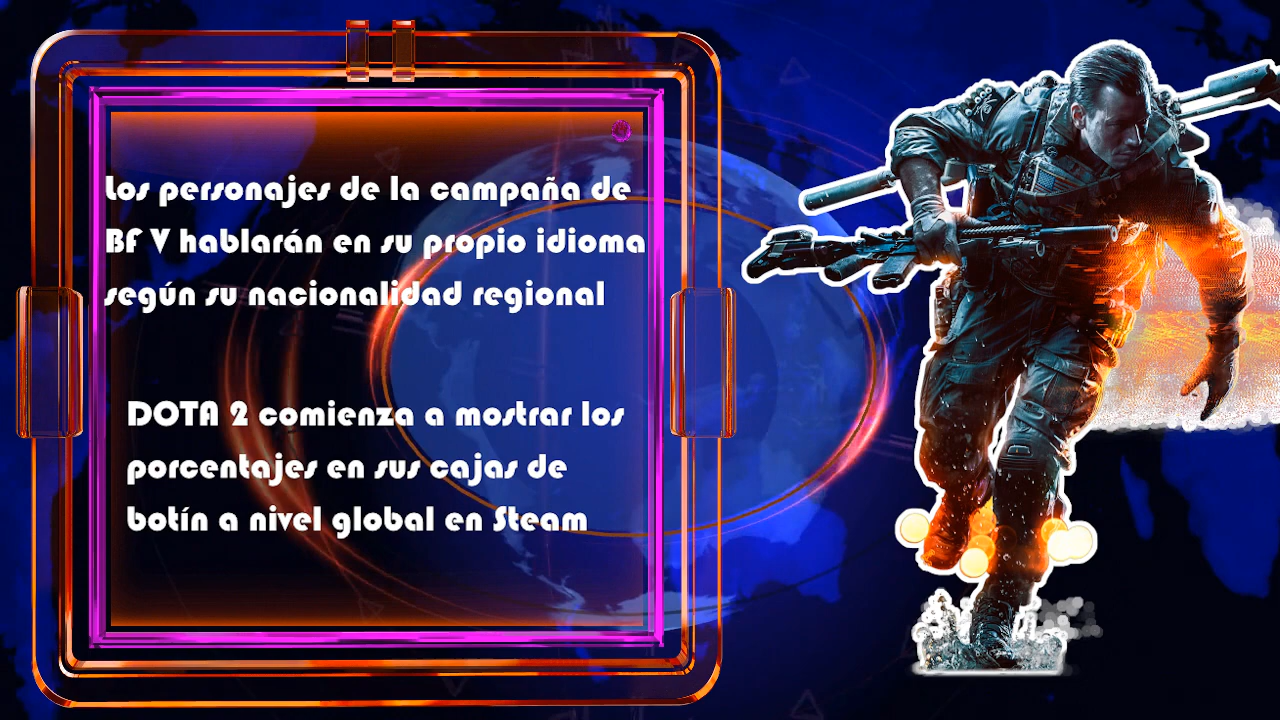 Los personajes de la campaña de
BF V hablarán en su propio idioma
según su nacionalidad regional
DOTA 2 comienza a mostrar los
porcentajes en sus cajas de
botín a nivel global en Steam